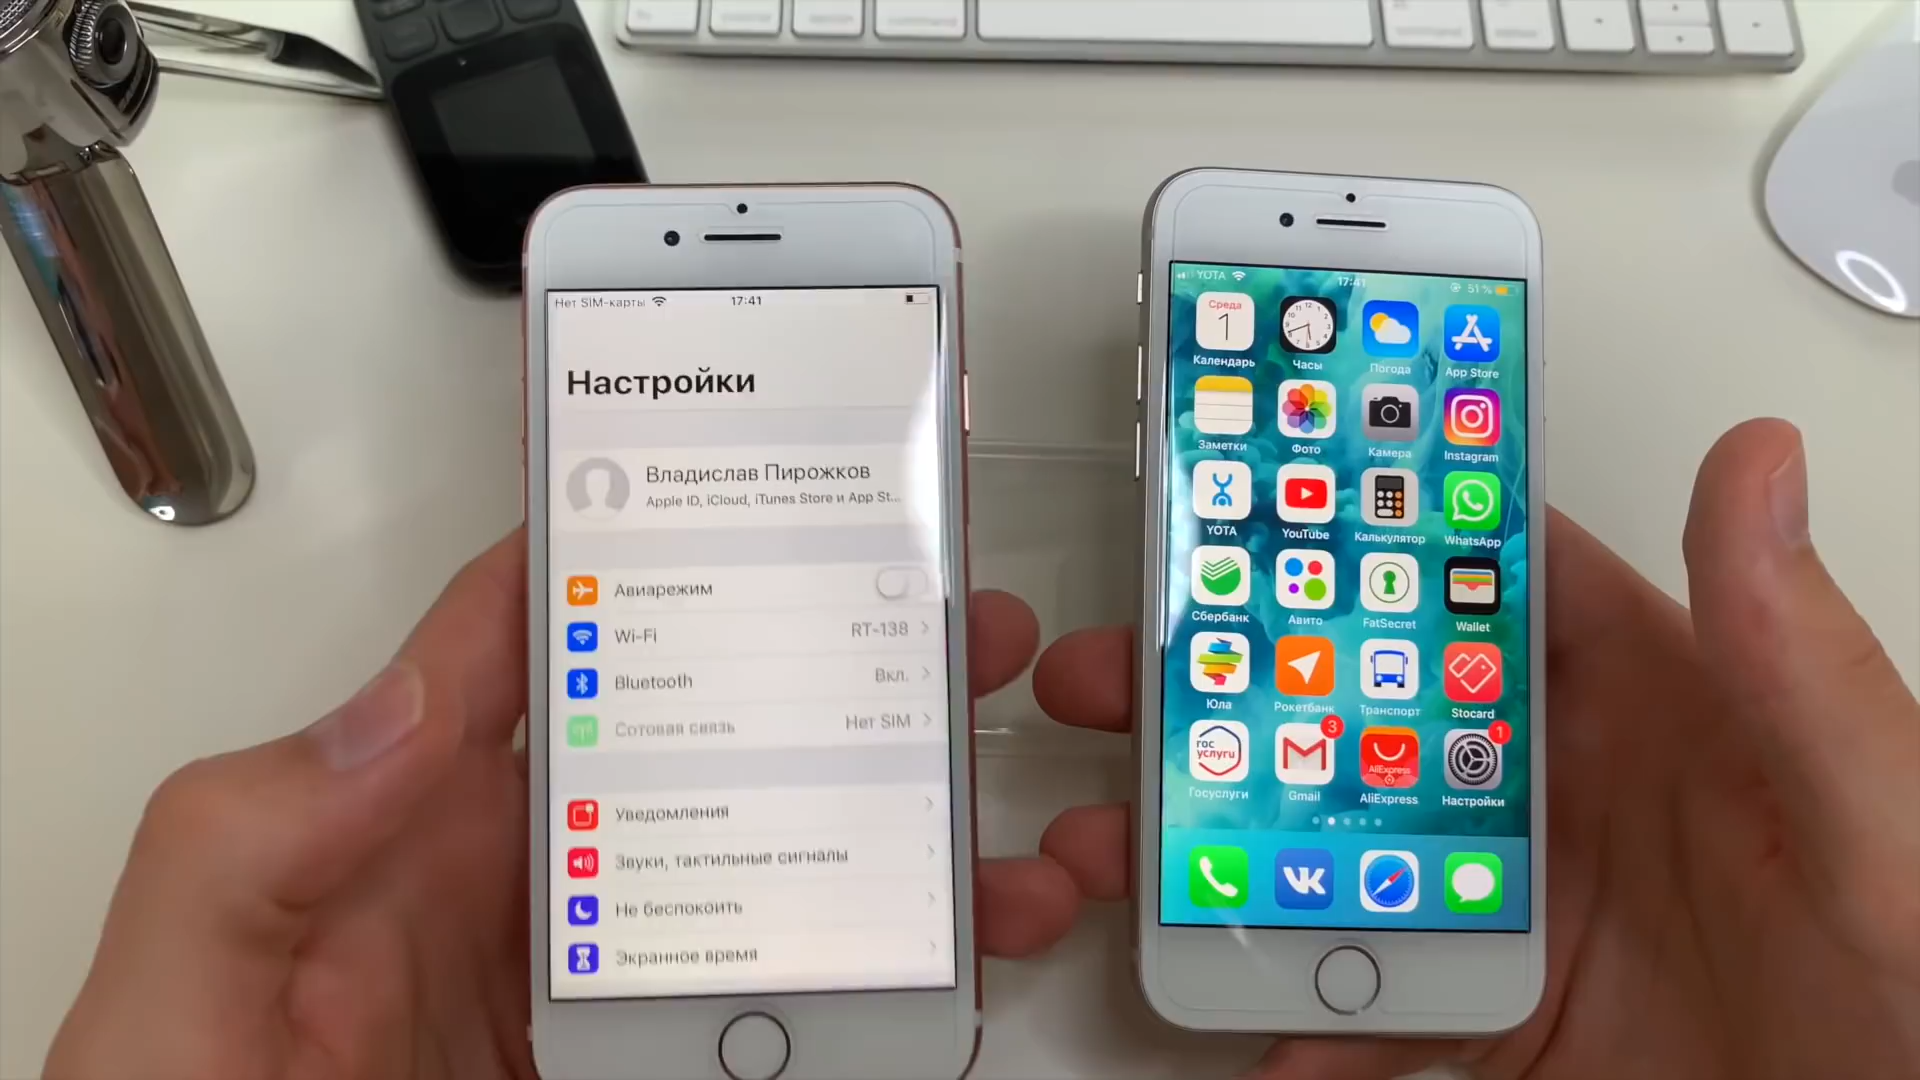 command
command
Нет SIM-карты
17:41
Настройки
Владислав Пирожков
Apple ID, iCloud, iTunes Store и App St...
Авиарежим
Wi-Fi
RT-138
Bluetooth
Вкл.
Сотовая связь
Нет SIM
Уведомления
Звуки, тактильные сигналы
Не беспокоить
Экранное время
YOTA
17:41
51 %
Среда
1
Календарь
Часы
Погода
App Store
Заметки
Фото
Камера
Instagram
YOTA
YouTube
Калькулятор
WhatsApp
Сбербанк
Авито
FatSecret
Wallet
Юла
Рокетбанк
Транспорт
Stocard
гос
услуги
3
AliExpress
1
Госуслуги
Gmail
AliExpress
Настройки